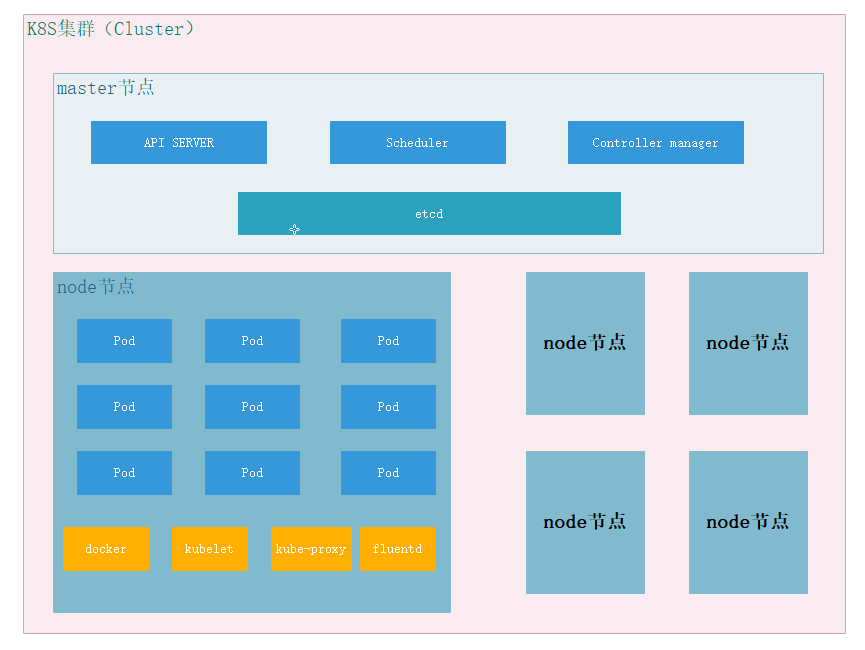 K8S集群（Cluster）
master节点
API SERVER
Scheduler
Controller manager
etcd
node节点
Pod
Pod
Pod
Pod
Pod
Pod
Pod
Pod
Pod
docker
kubelet
kube-proxy
fluentd
node节点
node节点
node节点
node节点